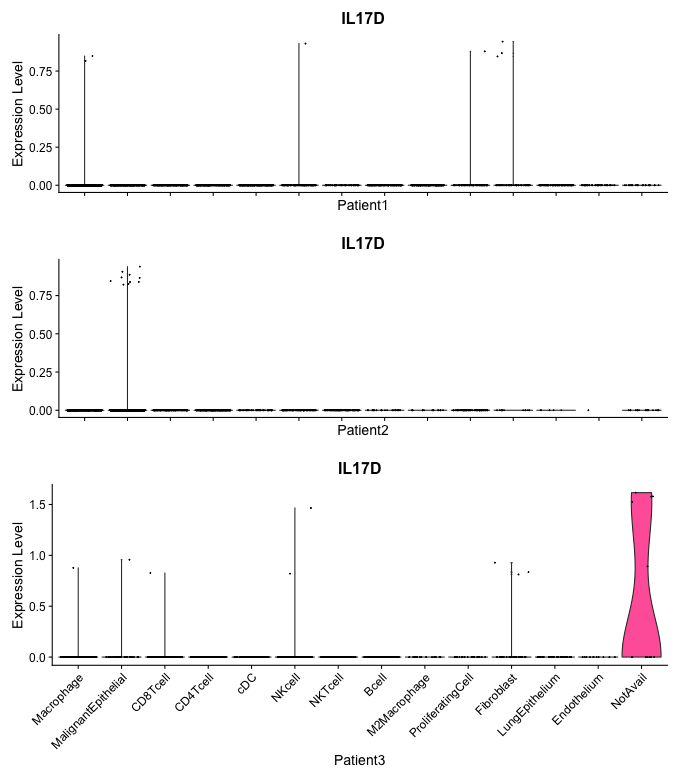 IL17D
Expression Level
0.75
0.50
0.25
0.00
Patient1
IL17D
Expression Level
0.75
0.50
0.25
0.00
Patient2
IL17D
Expression Level
1.5
1.0
0.5
0.0
Macrophage
MalignantEpithelial
CD8Tcell
CD4Tcell
cDC
NKcell
NKTcell
Bcell
M2Macrophage
ProliferatingCell
Fibroblast
LungEpithelium
Endothelium
NotAvail
Patient3